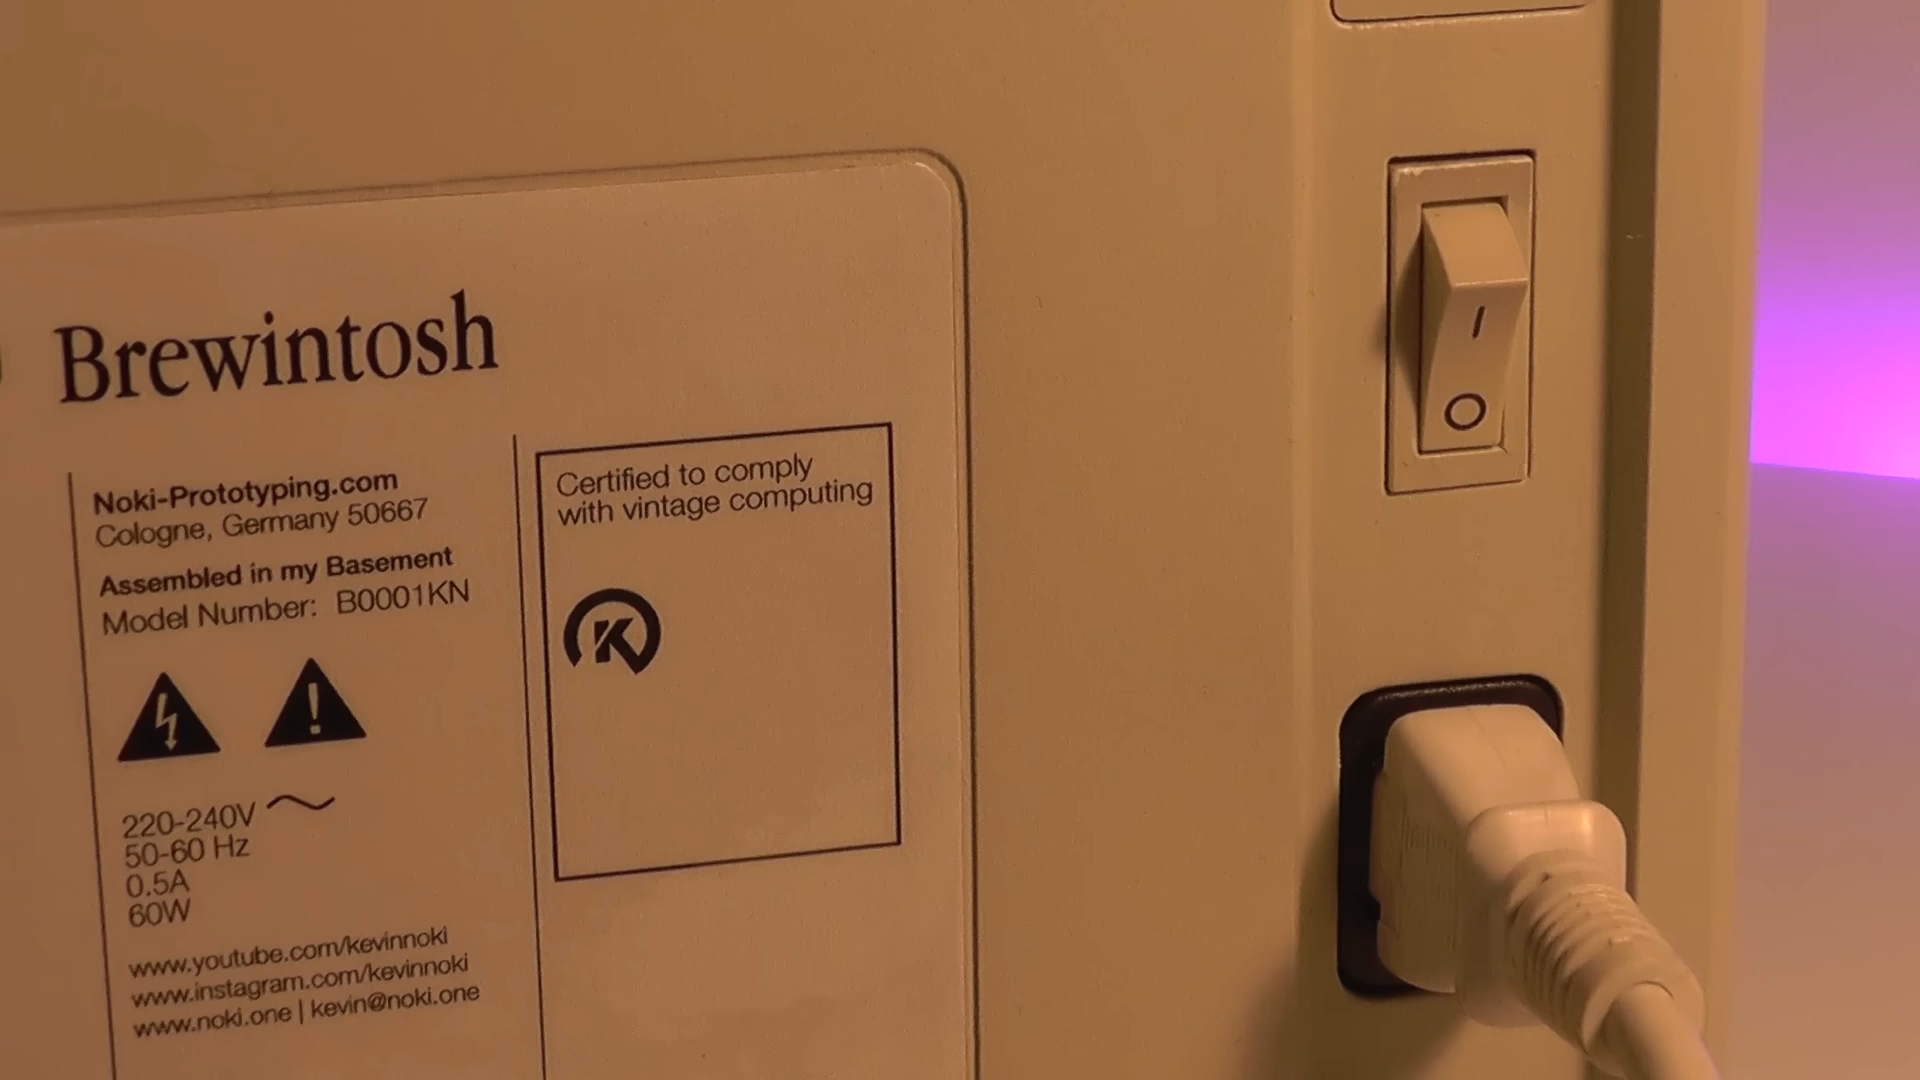 Brewintosh
Noki-Prototyping.com
Cologne, Germany 50667
Assembled in my Basement
Model Number: B0001KN
220-240V ~
50-60 Hz
0.5A
60W
www.youtube.com/kevinnoki
www.instagram.com/kevinnoki
www.noki.one | kevin@noki.one
Certified to comply
with vintage computing
K
I
O